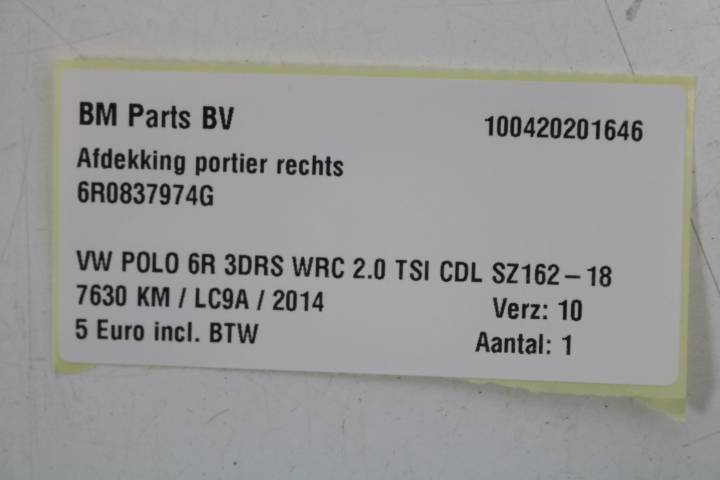 BM Parts BV 100420201646
Afdekking portier rechts
6R0837974G
VW POLO 6R 3DRS WRC 2.0 TSI CDL SZ162-18
7630 KM / LC9A / 2014 Verz: 10
5 Euro incl. BTW Aantal: 1